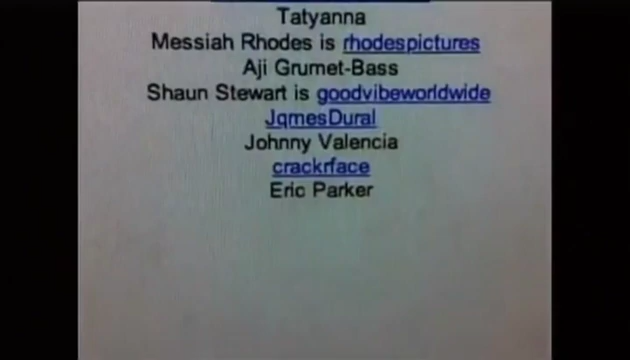 Tatyanna
Messiah Rhodes is rhodespictures
Aji Grumet-Bass
Shaun Stewart is goodvibeworldwide
JqmesDural
Johnny Valencia
crackrface
Eric Parker